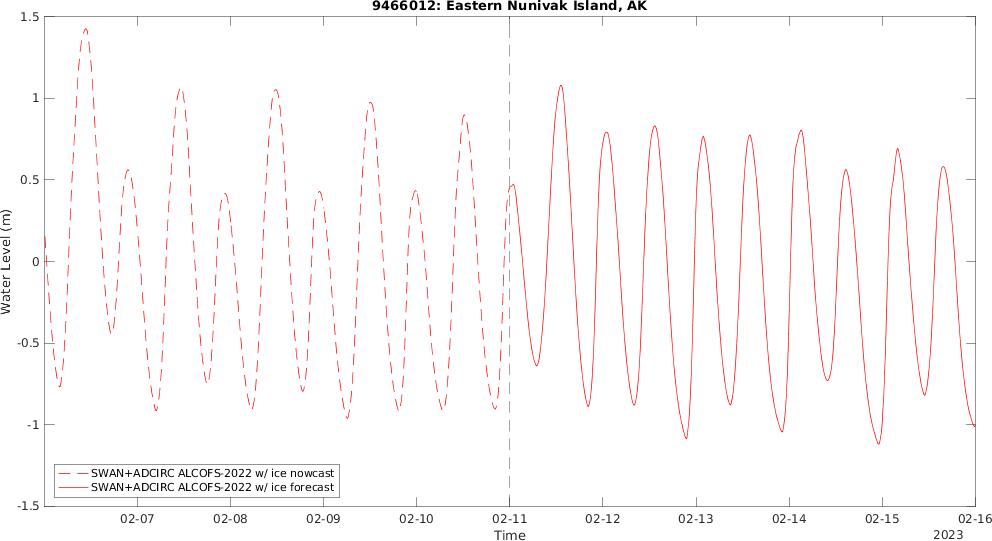 9466012: Eastern Nunivak Island, AK
1.5
1
0.5
0
-0.5
-1
-1.5
Water Level (m)
SWAN+ADCIRC ALCOFS-2022 w/ ice nowcast
SWAN+ADCIRC ALCOFS-2022 w/ ice forecast
02-07 02-08 02-09 02-10 02-11 02-12 02-13 02-14 02-15 02-16
Time
2023